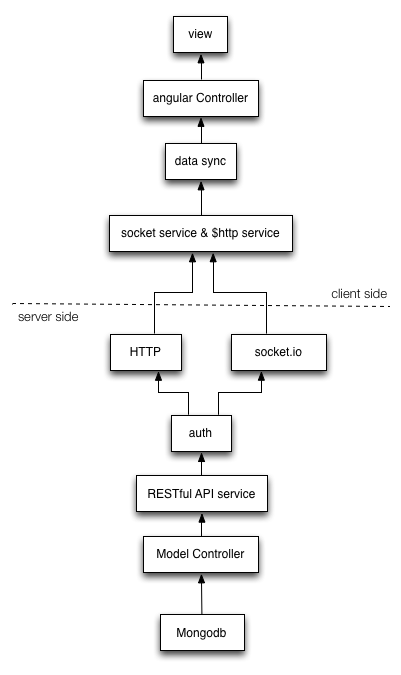 view
angular Controller
data sync
socket service & $http service
client side
server side
HTTP
socket.io
auth
RESTful API service
Model Controller
Mongodb